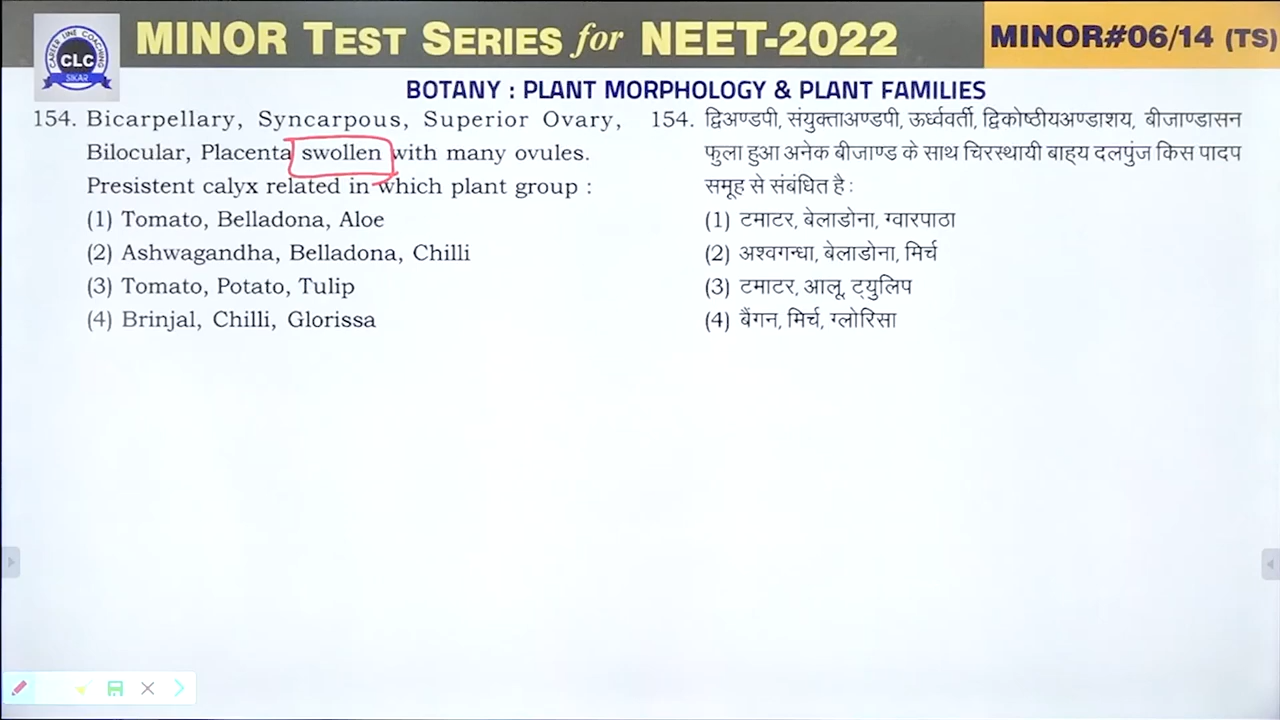 CAREER LINE COACHING
CLC
SIKAR
MINOR TEST SERIES for NEET-2022
MINOR#06/14 (TS)
BOTANY : PLANT MORPHOLOGY & PLANT FAMILIES
154. Bicarpellary, Syncarpous, Superior Ovary,
Bilocular, Placenta swollen with many ovules.
Presistent calyx related in which plant group :
(1) Tomato, Belladona, Aloe
(2) Ashwagandha, Belladona, Chilli
(3) Tomato, Potato, Tulip
(4) Brinjal, Chilli, Glorissa
154. द्विअण्डपी, संयुक्ताअण्डपी, ऊर्ध्ववर्ती, द्विकोष्ठीयअण्डाशय, बीजाण्डासन
फुला हुआ अनेक बीजाण्ड के साथ चिरस्थायी बाह्य दलपुंज किस पादप
समूह से संबंधित है :
(1) टमाटर, बेलाडोना, ग्वारपाठा
(2) अश्वगन्धा, बेलाडोना, मिर्च
(3) टमाटर, आलू, ट्युलिप
(4) बैंगन, मिर्च, ग्लोरिसा